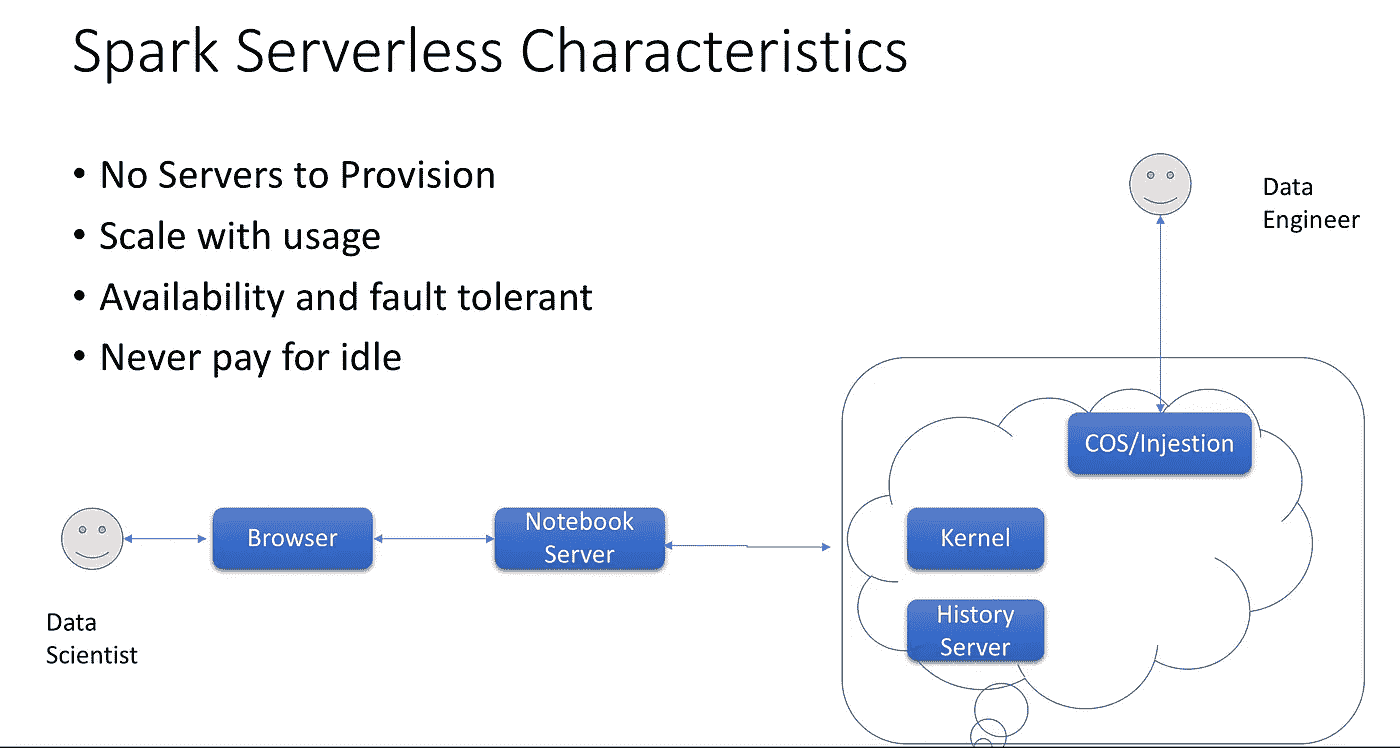 Spark Serverless Characteristics
• No Servers to Provision
• Scale with usage
• Availability and fault tolerant
• Never pay for idle
Data
Engineer
COS/Injestion
Browser
Notebook
Server
Kernel
History
Server
Data
Scientist